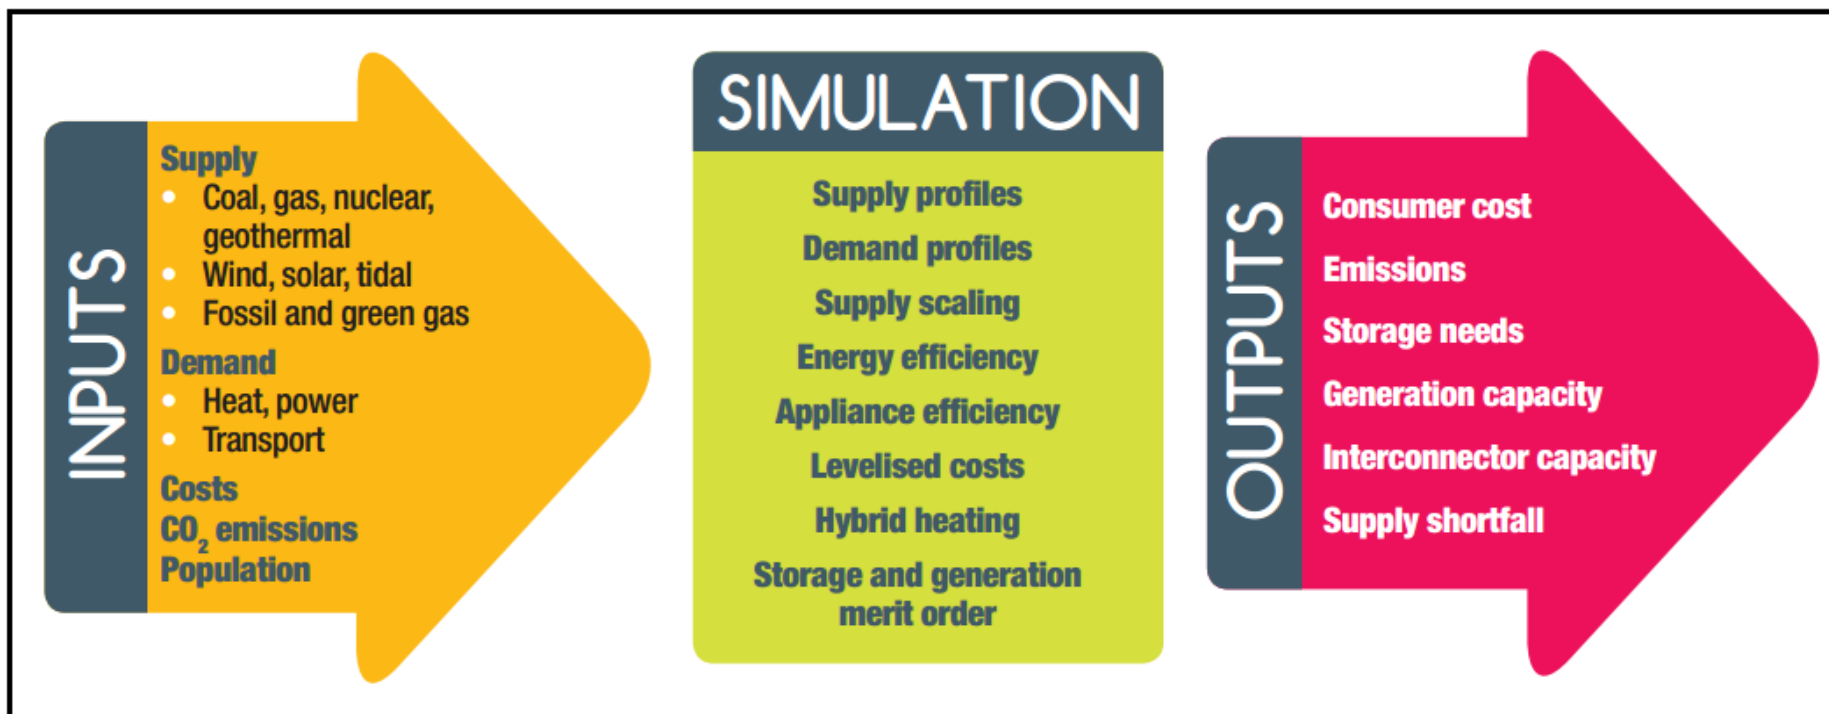 INPUTS
Supply
• Coal, gas, nuclear,
geothermal
• Wind, solar, tidal
• Fossil and green gas
Demand
• Heat, power
• Transport
Costs
CO₂ emissions
Population
SIMULATION
Supply profiles
Demand profiles
Supply scaling
Energy efficiency
Appliance efficiency
Levelised costs
Hybrid heating
Storage and generation
merit order
OUTPUTS
Consumer cost
Emissions
Storage needs
Generation capacity
Interconnector capacity
Supply shortfall